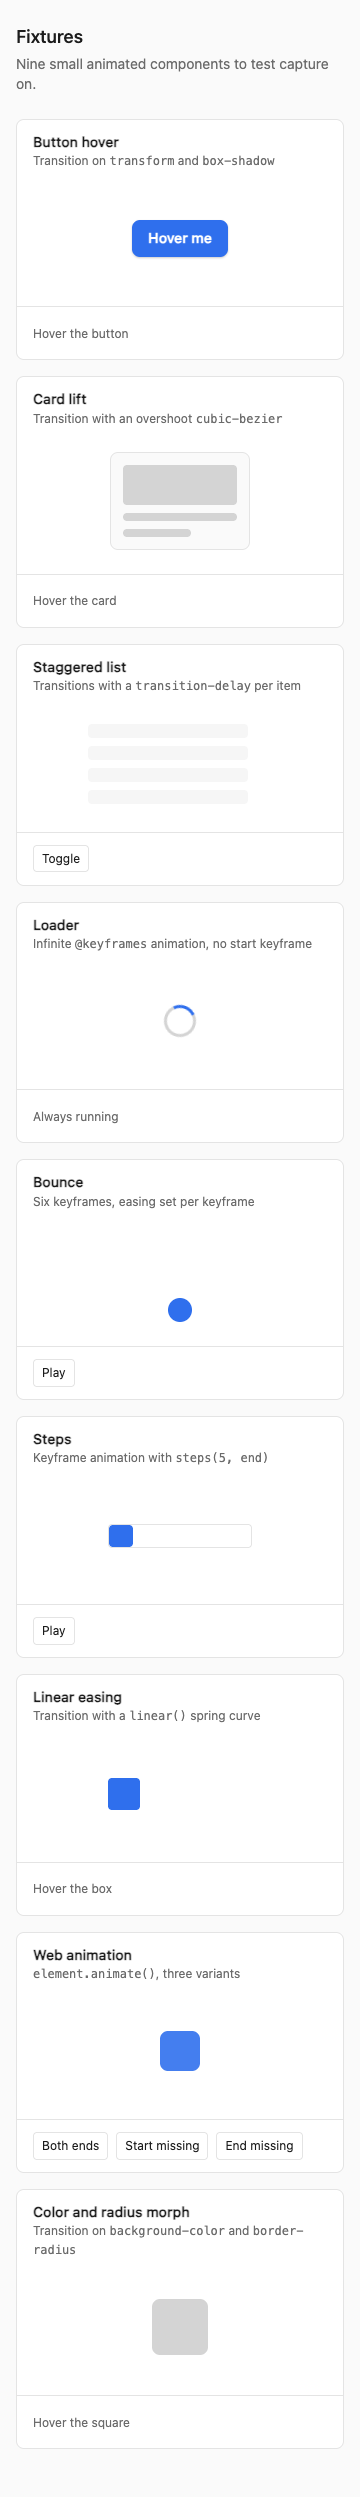 Fixtures
Nine small animated components to test capture
on.
Button hover
Transition on transform and box-shadow
Hover me
Hover the button
Card lift
Transition with an overshoot cubic-bezier
Hover the card
Staggered list
Transitions with a transition-delay per item
Toggle
Loader
Infinite @keyframes animation, no start keyframe
Always running
Bounce
Six keyframes, easing set per keyframe
Play
Steps
Keyframe animation with steps(5, end)
Play
Linear easing
Transition with a linear() spring curve
Hover the box
Web animation
element.animate(), three variants
Both ends Start missing End missing
Color and radius morph
Transition on background-color and border-
radius
Hover the square